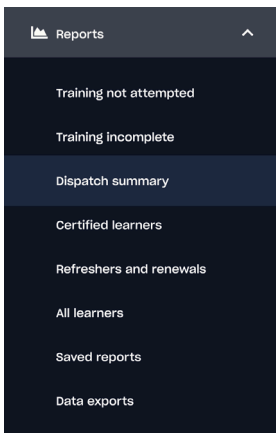 Reports
Training not attempted
Training incomplete
Dispatch summary
Certified learners
Refreshers and renewals
All learners
Saved reports
Data exports